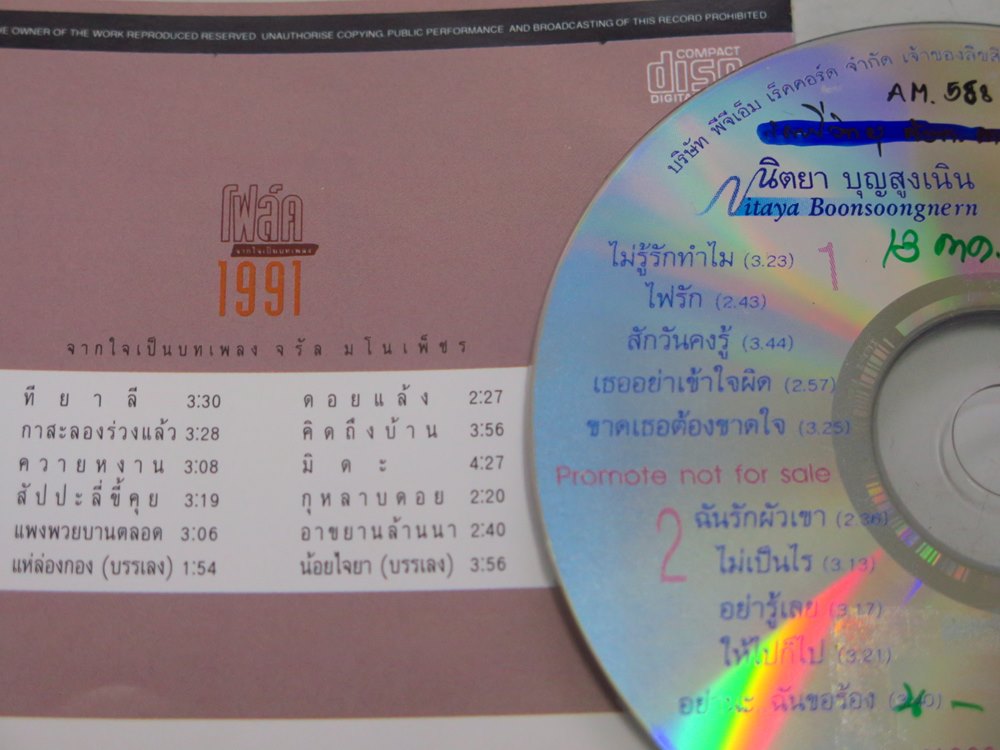 E OWNER OF THE WORK REPRODUCED RESERVED UNAUTHORISE COPYING PUBLIC PERFORMANCE AND BROADCASTING OF THIS RECORD PROHIBITED
COMPACT
disc
DIGITAL
โฟล์ค
จากใจเป็นบทเพลง
1991
จากใจเป็นบทเพลง จรัล มโนเพ็ชร
ทียาลี 3:30
กาสะลองร่วงแล้ว 3:28
ควายหงาน 3:08
สัปปะลี่ขี้คุย 3:19
แพงพวยบานตลอด 3:06
แห่ล่องกอง (บรรเลง) 1:54
ดอยแล้ง 2:27
คิดถึงบ้าน 3:56
มิดะ 4:27
กุหลาบดอย 2:20
อาขยานล้านนา 2:40
น้อยไจยา (บรรเลง) 3:56
บริษัท พีจีเอ็ม เร็คคอร์ด จำกัด เจ้าของลิขสิ
AM. 588
นิตยา บุญสูงเนิน
Nitaya Boonsoongnern
1
ไม่รู้รักทำไม (3.23)
ไฟรัก (2.43)
สักวันคงรู้ (3.44)
เธออย่าเข้าใจผิด (2.57)
ขาดเธอต้องขาดใจ (3.25)
Promote not for sale
2
ฉันรักผัวเขา (2.36)
ไม่เป็นไร (3.13)
อย่ารู้เลย (3.17)
ให้ไปก็ไป (3.21)
ฉันขอร้อง